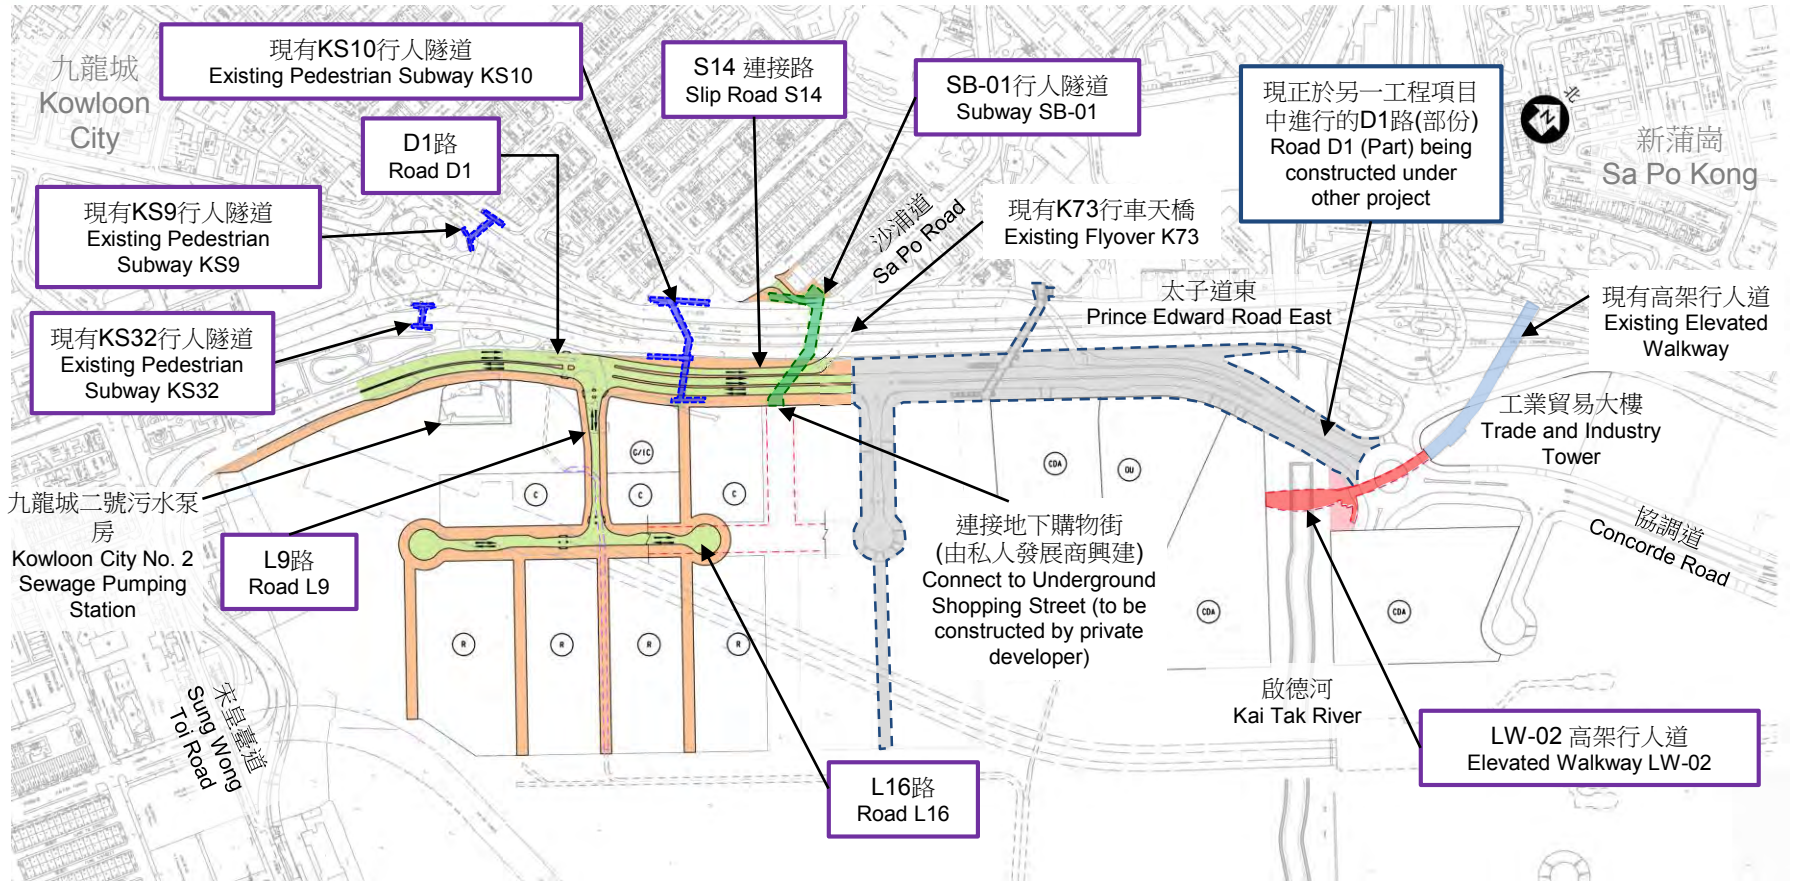 九龍城
Kowloon
City
現有KS10行人隧道
Existing Pedestrian Subway KS10
S14 連接路
Slip Road S14
SB-01行人隧道
Subway SB-01
現正於另一工程項目
中進行的D1路(部份)
Road D1 (Part) being
constructed under
other project
北
N
新蒲崗
Sa Po Kong
D1路
Road D1
現有KS9行人隧道
Existing Pedestrian
Subway KS9
沙浦道
Sa Po Road
現有K73行車天橋
Existing Flyover K73
太子道東
Prince Edward Road East
現有高架行人道
Existing Elevated
Walkway
現有KS32行人隧道
Existing Pedestrian
Subway KS32
工業貿易大樓
Trade and Industry
Tower
G/IC
C
C
C
CDA
OU
九龍城二號污水泵
房
Kowloon City No. 2
Sewage Pumping
Station
L9路
Road L9
連接地下購物街
(由私人發展商興建)
Connect to Underground
Shopping Street (to be
constructed by private
developer)
協調道
Concorde Road
CDA
CDA
R
R
R
R
宋皇臺道
Sung Wong
Toi Road
啟德河
Kai Tak River
LW-02 高架行人道
Elevated Walkway LW-02
L16路
Road L16